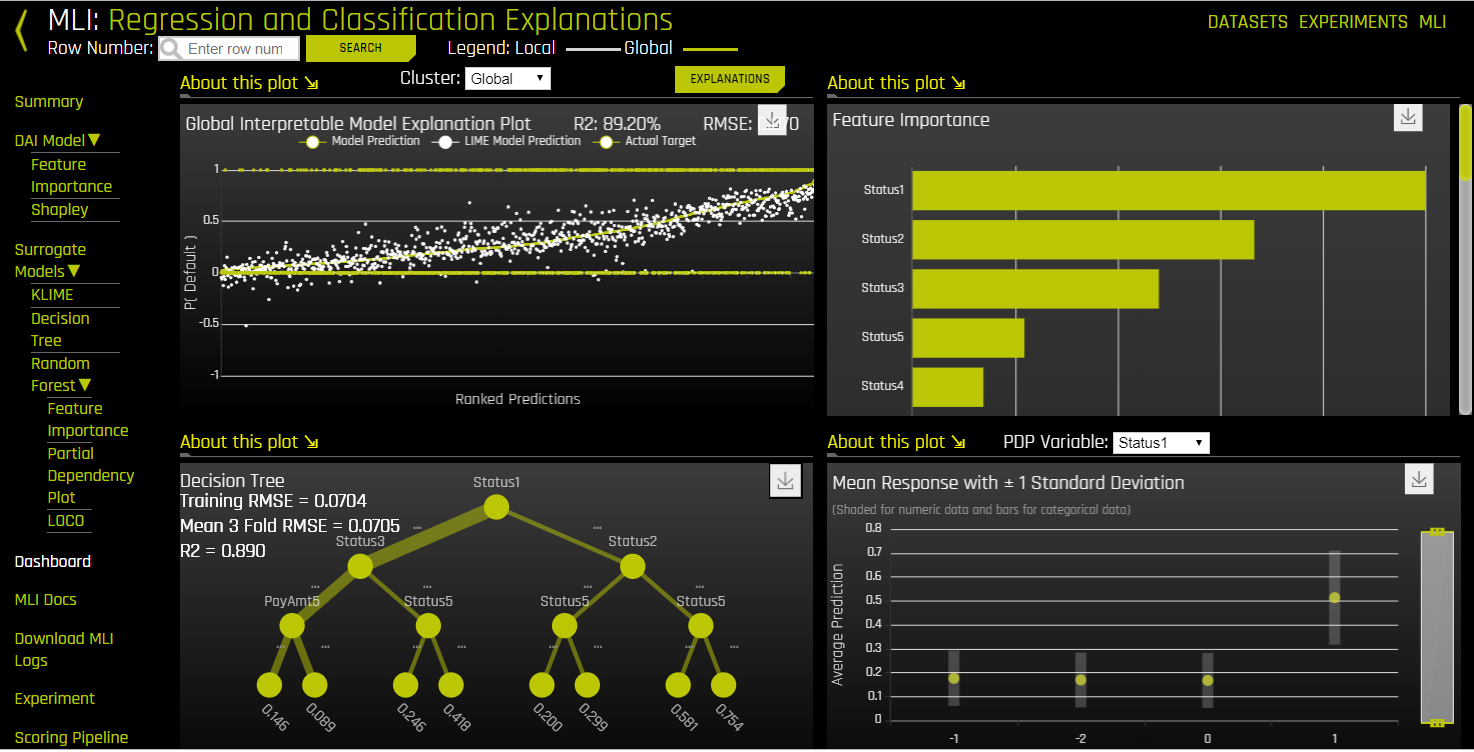 MLI: Regression and Classification Explanations
DATASETS EXPERIMENTS MLI
Row Number: Enter row num SEARCH Legend: Local Global
Summary
DAI Model ▼
Feature
Importance
Shapley
Surrogate
Models ▼
KLIME
Decision
Tree
Random
Forest ▼
Feature
Importance
Partial
Dependency
Plot
LOCO
Dashboard
MLI Docs
Download MLI
Logs
Experiment
Scoring Pipeline
About this plot ⇲ Cluster: Global ▼ EXPLANATIONS
Global Interpretable Model Explanation Plot R2: 89.20% RMSE:
Model Prediction LIME Model Prediction Actual Target
1
0.5
0
-0.5
-1
P( Default )
Ranked Predictions
About this plot ⇲
Feature Importance
Status1
Status2
Status3
Status5
Status4
About this plot ⇲
Decision Tree
Training RMSE = 0.0704
Mean 3 Fold RMSE = 0.0705
R2 = 0.890
Status1
... ...
Status3 Status2
... ... ... ...
PayAmt5 Status5 Status5 Status5
... ... ... ... ... ... ... ...
0.146 0.089 0.246 0.418 0.200 0.299 0.581 0.754
About this plot ⇲ PDP Variable: Status1 ▼
Mean Response with ± 1 Standard Deviation
(Shaded for numeric data and bars for categorical data)
0.8
0.7
0.6
0.5
0.4
0.3
0.2
0.1
0
Average Prediction
-1 -2 0 1